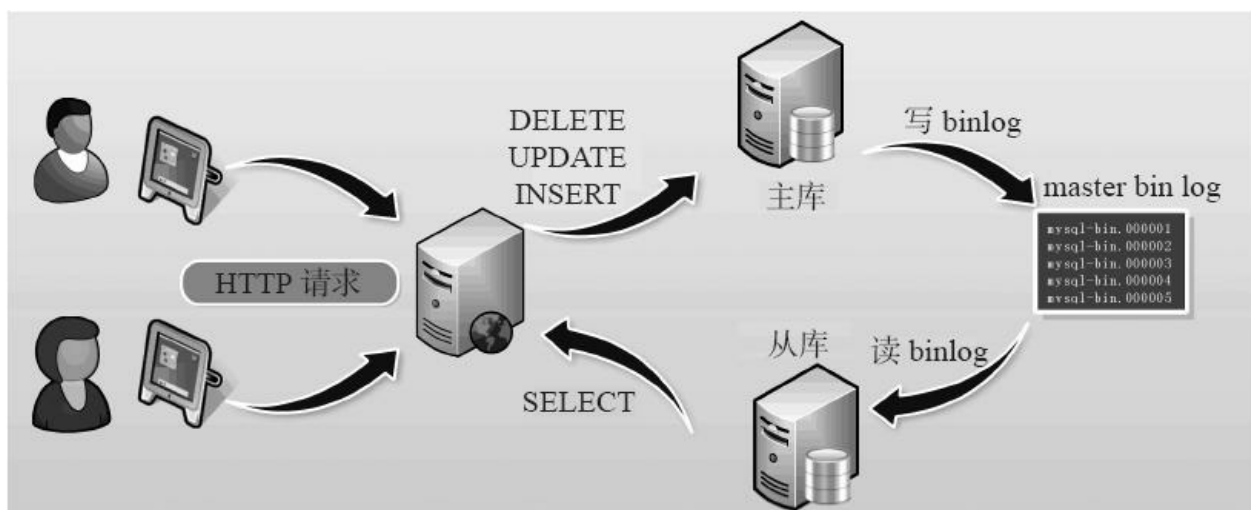 DELETE
UPDATE
INSERT
写 binlog
主库
master bin log
mysql-bin.000001
mysql-bin.000002
mysql-bin.000003
mysql-bin.000004
mysql-bin.000005
HTTP 请求
从库
读 binlog
SELECT